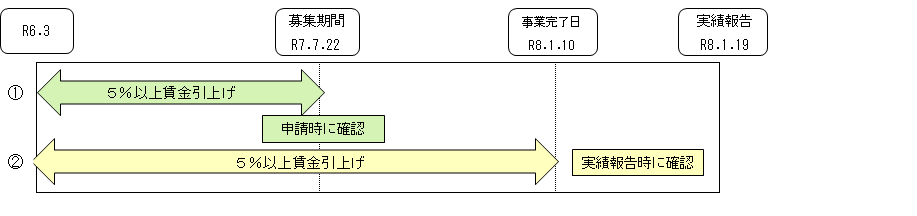 R6.3
募集期間
R7.7.22
事業完了日
R8.1.10
実績報告
R8.1.19
①
５%以上賃金引上げ
申請時に確認
②
５%以上賃金引上げ
実績報告時に確認